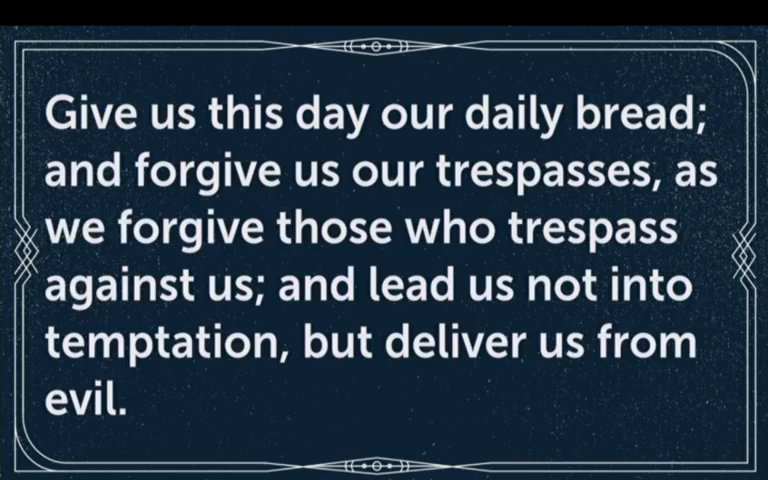 Give us this day our daily bread;
and forgive us our trespasses, as
we forgive those who trespass
against us; and lead us not into
temptation, but deliver us from
evil.